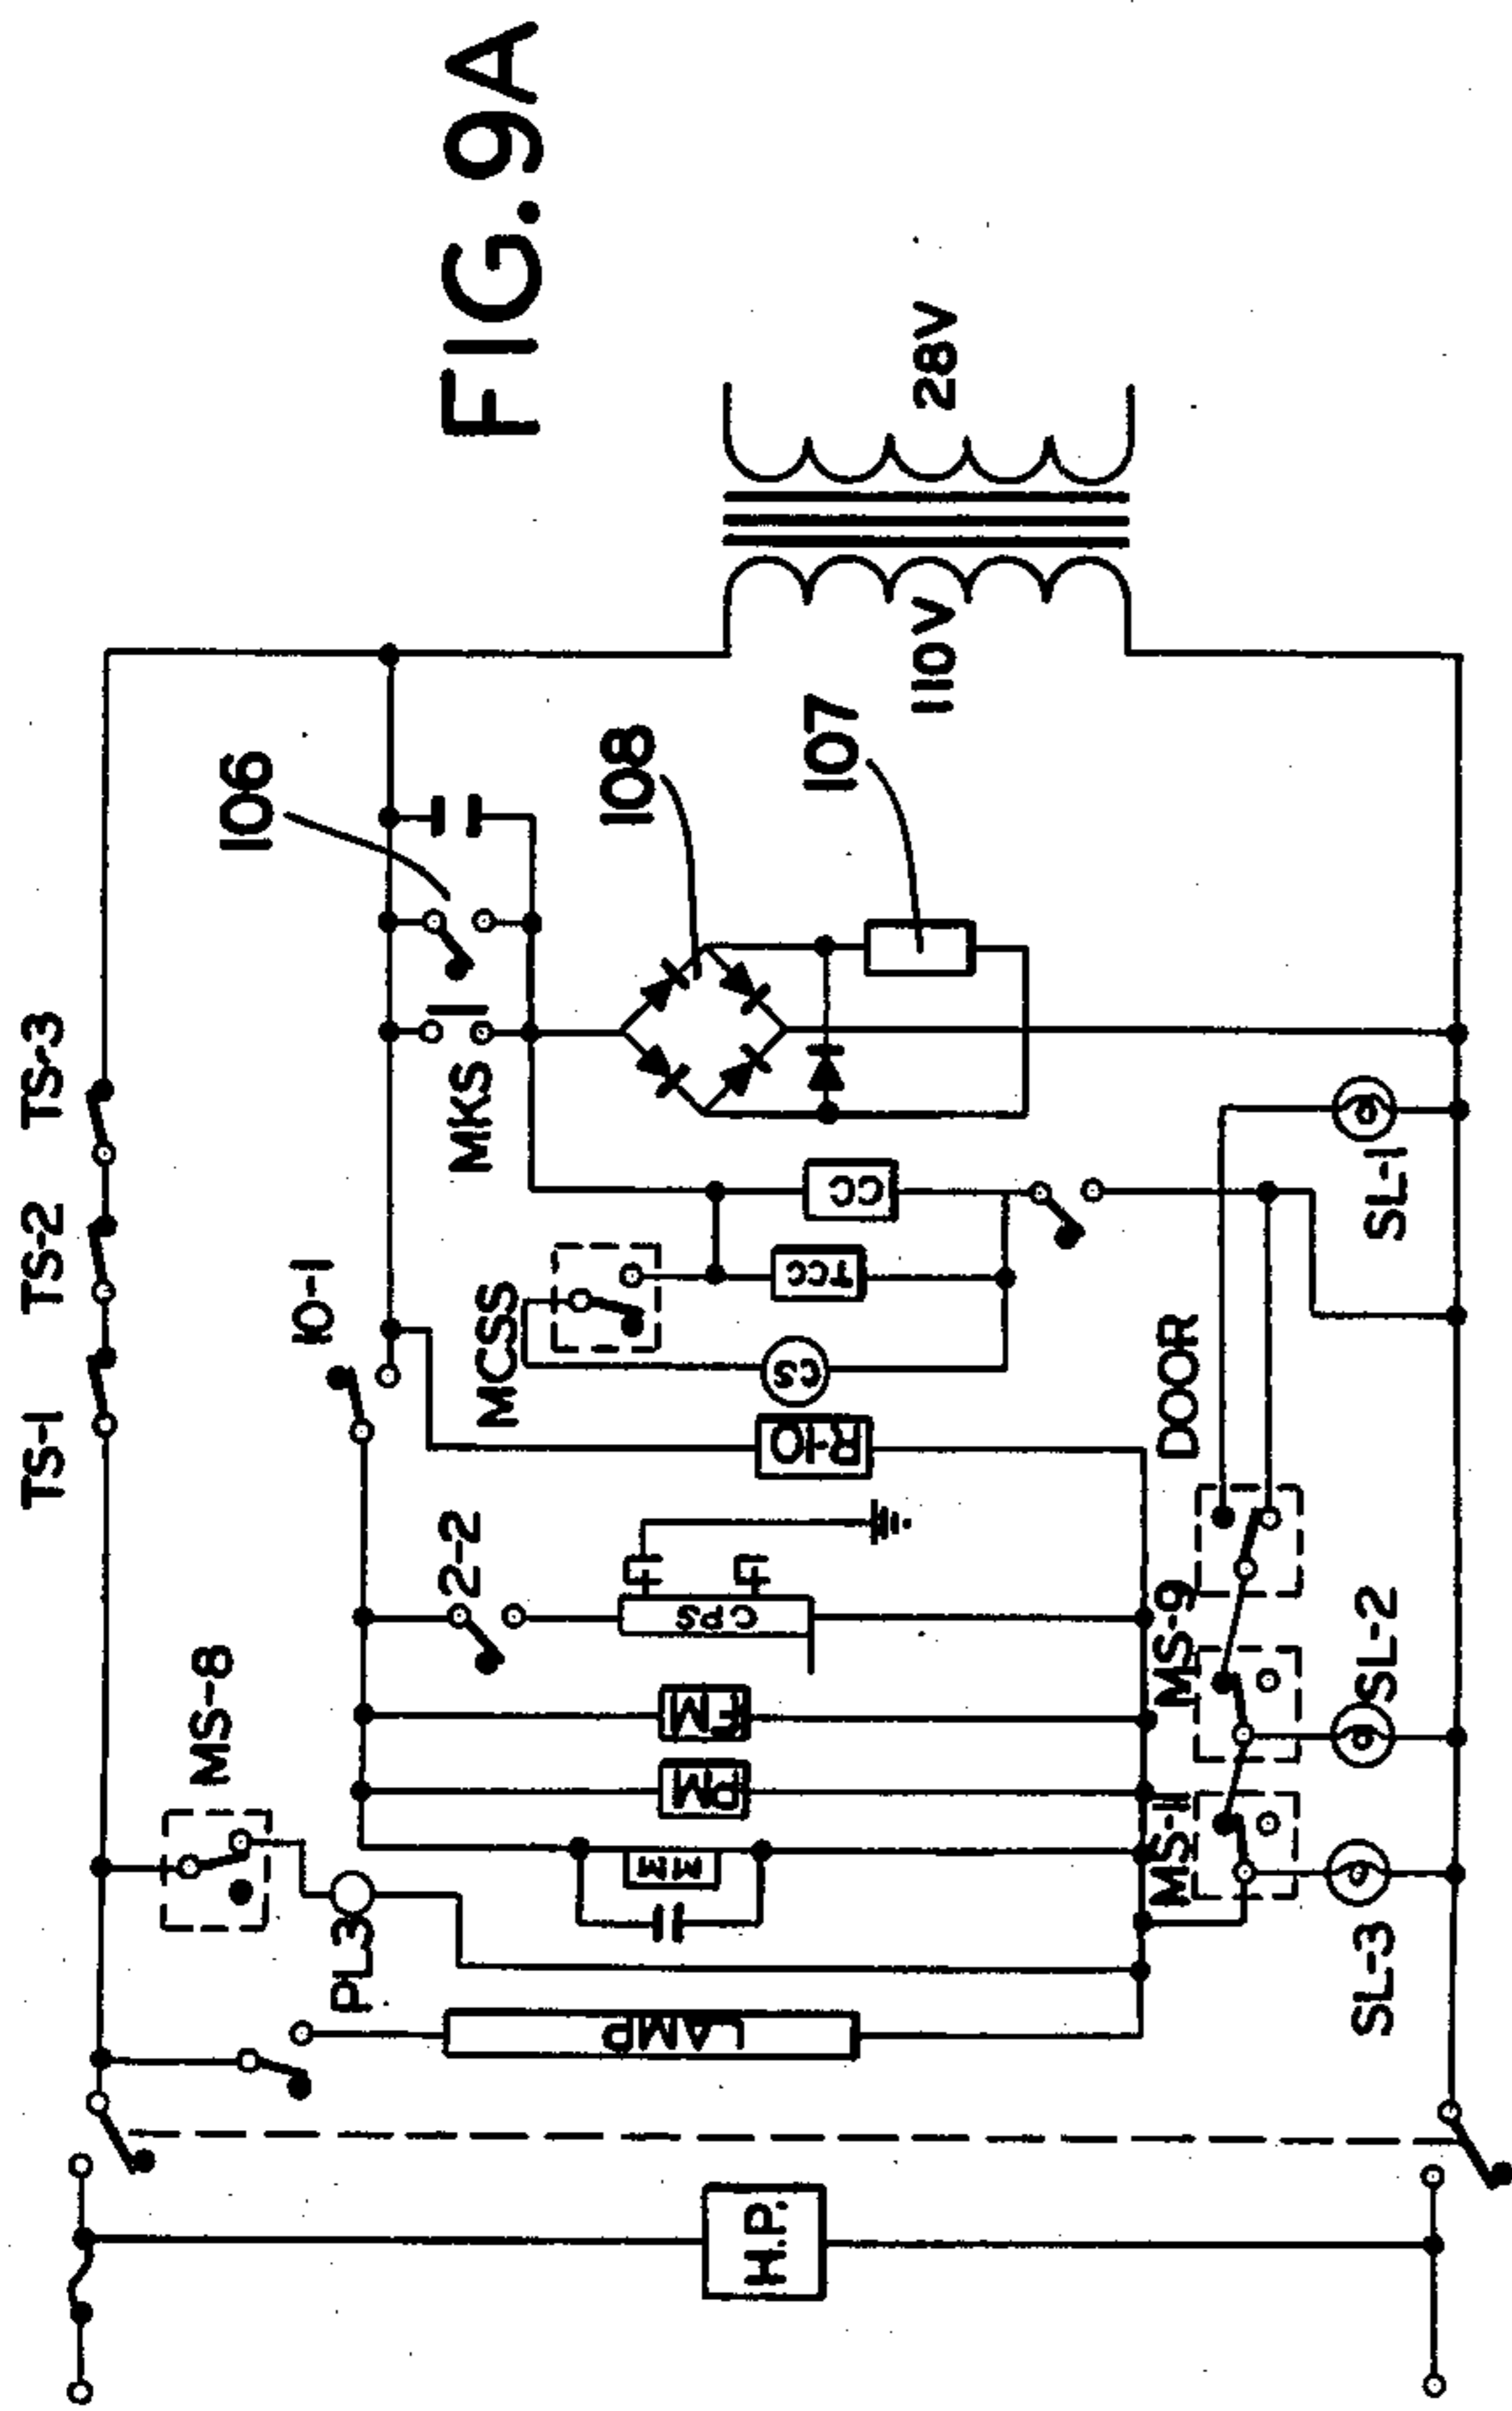 FIG. 9A
TS-1 TS-2 TS-3
MS-8
10-1
106
PL3
2-2
MCSS
MKS
108
107
28V
110V
LAMP
M3
PM
FM
CPS
R-10
CS
TCC
CC
H.P.
MS-11
MS-9
DOOR
SL-3
SL-2
SL-1